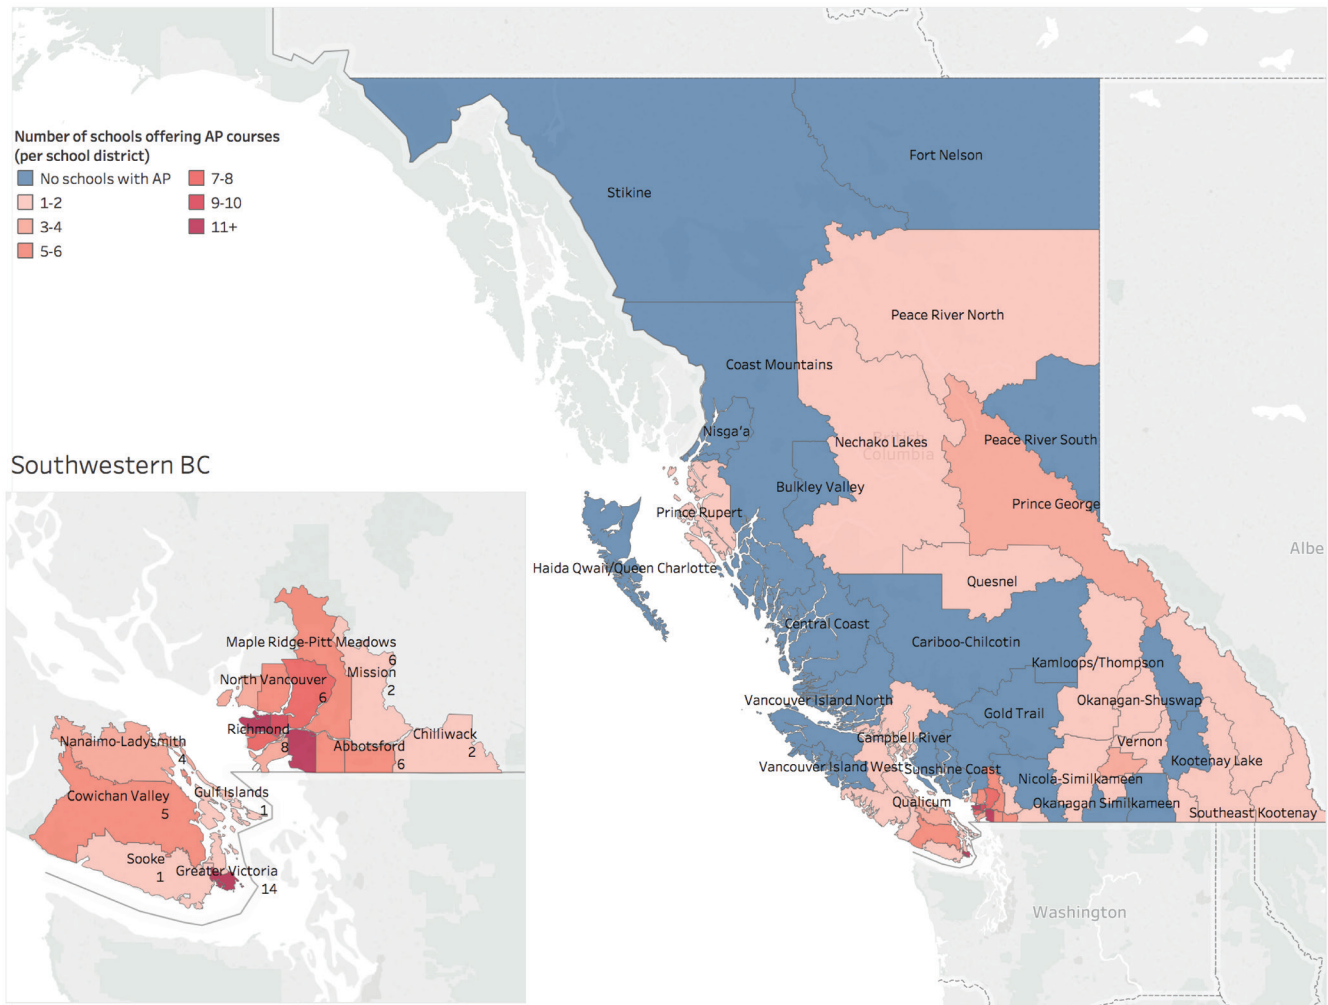 Number of schools offering AP courses
(per school district)
No schools with AP
1-2
3-4
5-6
7-8
9-10
11+
Stikine
Fort Nelson
Peace River North
Coast Mountains
Nisga'a
Nechako Lakes
Columbia
Peace River South
Bulkley Valley
Prince George
Prince Rupert
Albe
Haida Qwaii/Queen Charlotte
Quesnel
Central Coast
Cariboo-Chilcotin
Kamloops/Thompson
Vancouver Island North
Okanagan-Shuswap
Gold Trail
Campbell River
Vernon
Vancouver Island West
Sunshine Coast
Kootenay Lake
Nicola-Similkameen
Qualicum
Okanagan Similkameen
Southeast Kootenay
Washington
Southwestern BC
Maple Ridge-Pitt Meadows
6
Mission
2
North Vancouver
6
Richmond
8
Abbotsford
6
Chilliwack
2
Nanaimo-Ladysmith
4
Gulf Islands
1
Cowichan Valley
5
Sooke
1
Greater Victoria
14